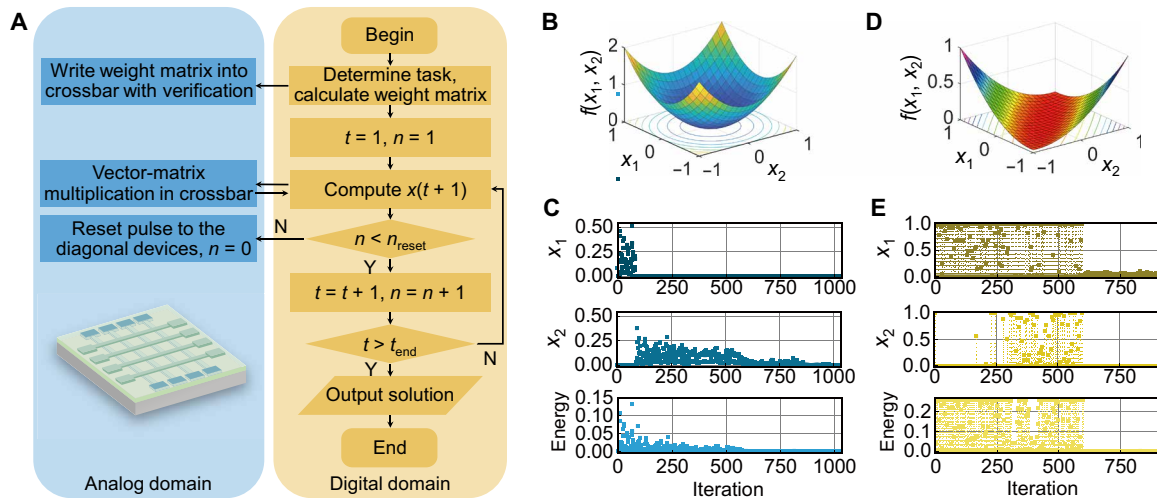 A
Begin
Write weight matrix into
crossbar with verification
Determine task,
calculate weight matrix
t = 1, n = 1
Vector-matrix
multiplication in crossbar
Compute x(t + 1)
Reset pulse to the
diagonal devices, n = 0
N
n < n_reset
Y
t = t + 1, n = n + 1
t > t_end
N
Y
Output solution
End
Analog domain
Digital domain
B
f(x₁, x₂)
2
1
0
1
0
−1
x₁
−1
0
1
x₂
D
f(x₁, x₂)
1
0.5
0
1
0
−1
x₁
−1
0
1
x₂
C
x₁
0.50
0.25
0.00
0 250 500 750 1000
x₂
0.50
0.25
0.00
0 250 500 750 1000
Energy
0.15
0.10
0.05
0.00
0 250 500 750 1000
Iteration
E
x₁
1.0
0.5
0.0
0 300 600 900
x₂
1.0
0.5
0.0
0 250 500 750
Energy
0.2
0.1
0.0
0 250 500 750
Iteration